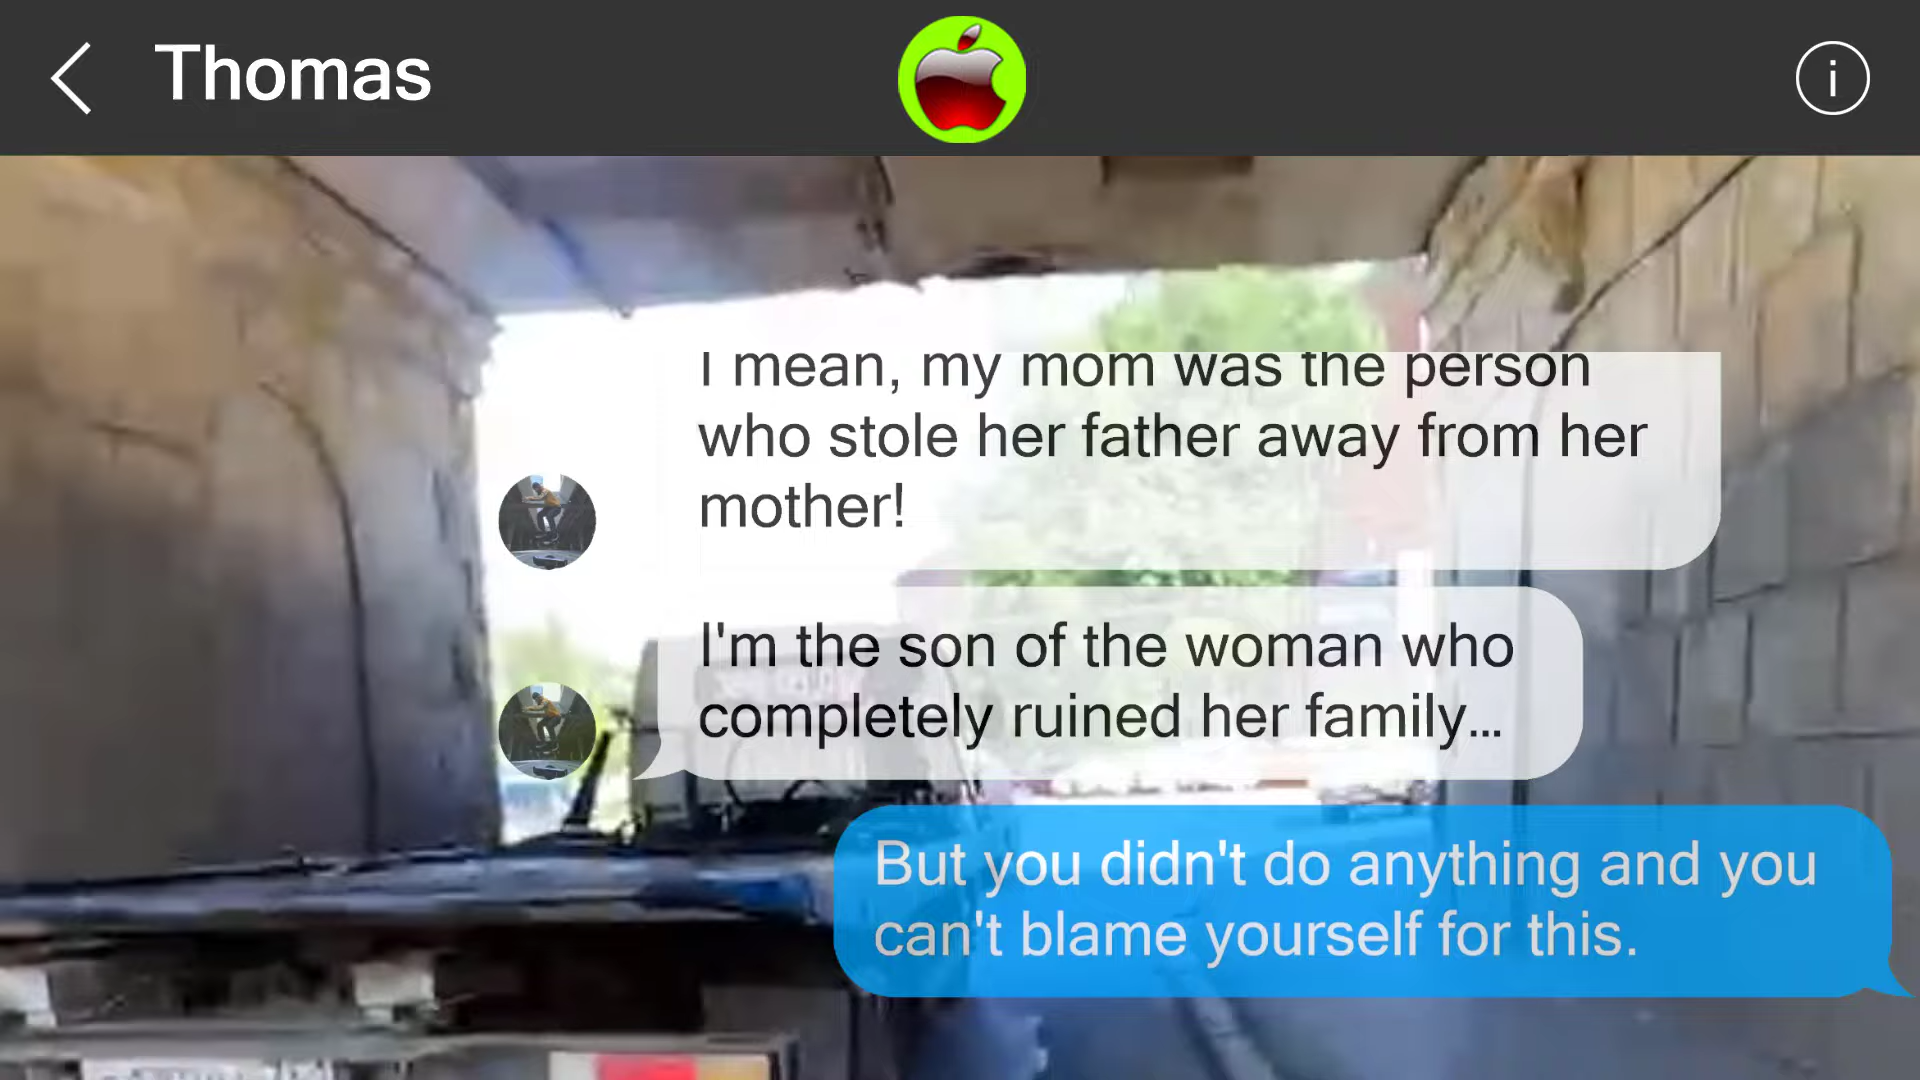 Thomas
I mean, my mom was the person
who stole her father away from her
mother!
I'm the son of the woman who
completely ruined her family...
But you didn't do anything and you
can't blame yourself for this.